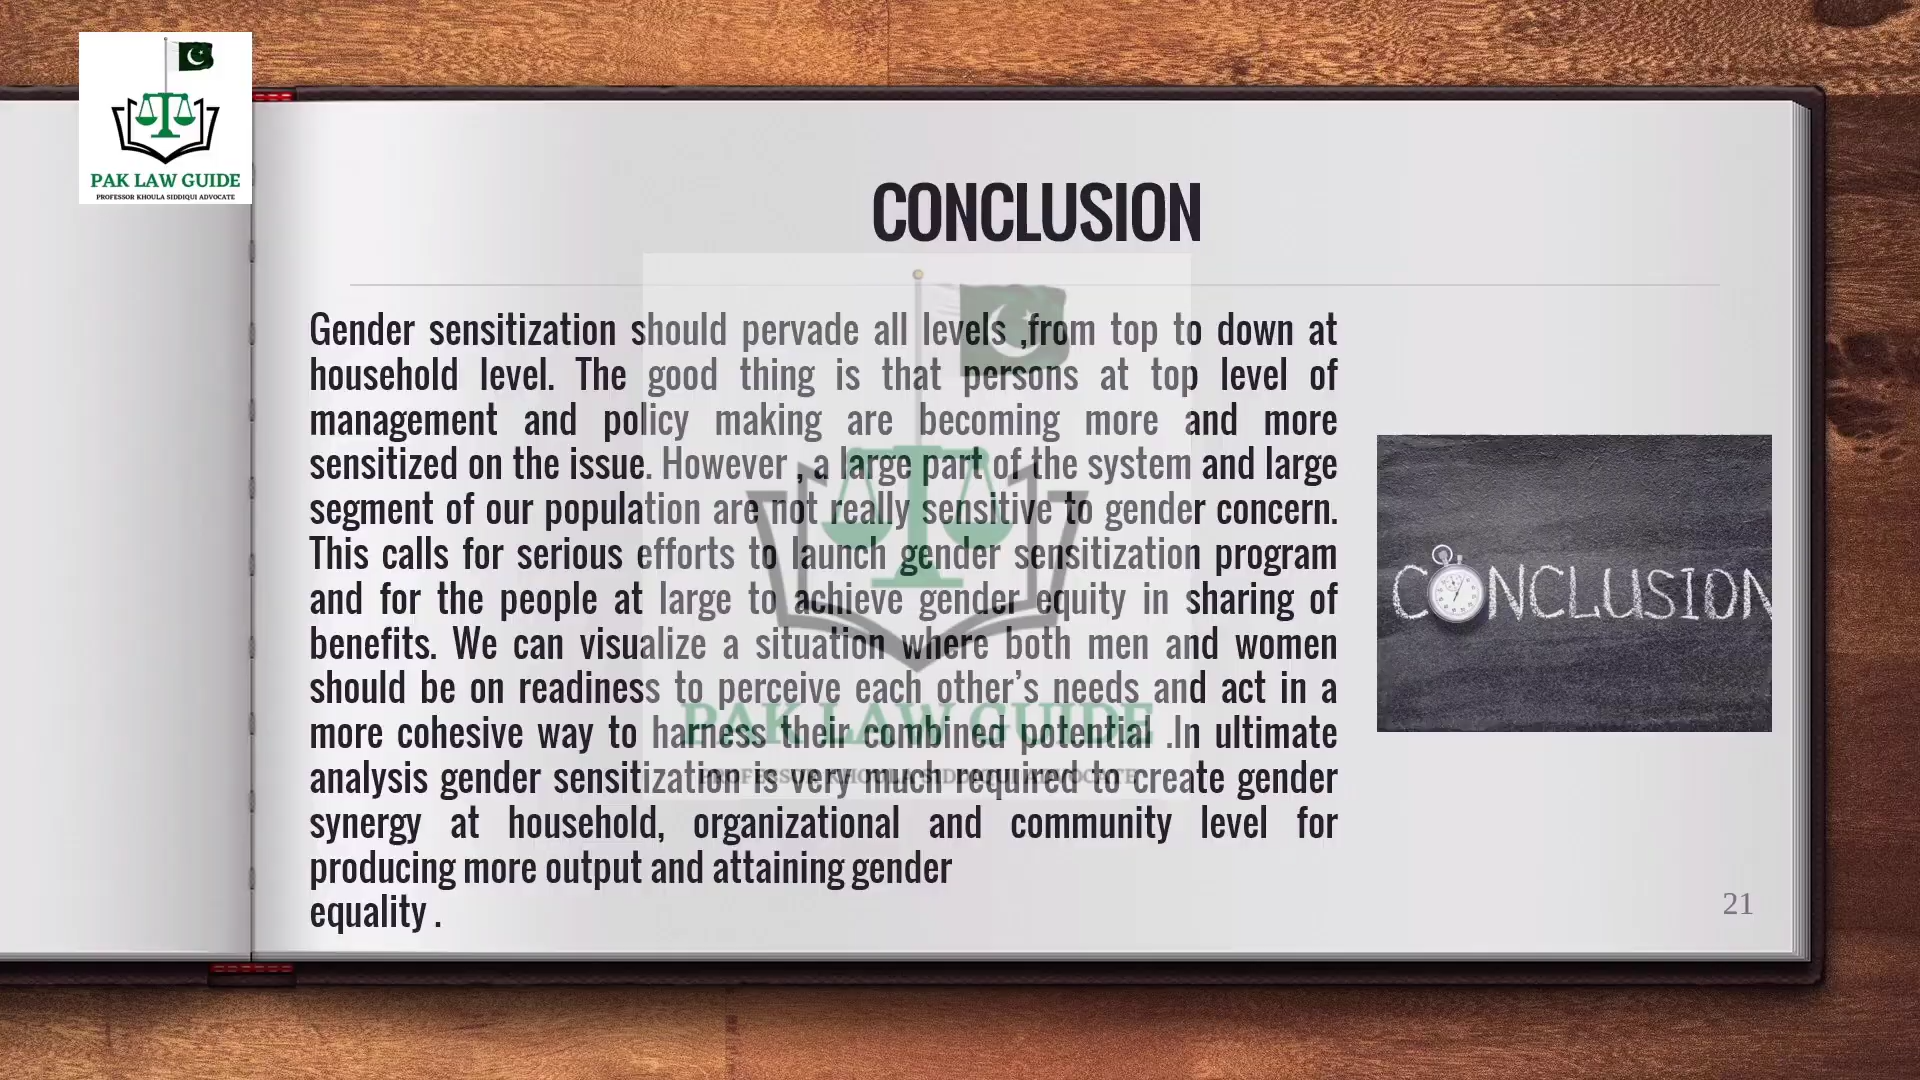 PAK LAW GUIDE
PROFESSOR KHOULA SIDDIQUI ADVOCATE
CONCLUSION
Gender sensitization should pervade all levels ,from top to down at
household level. The good thing is that persons at top level of
management and policy making are becoming more and more
sensitized on the issue. However , a large part of the system and large
segment of our population are not really sensitive to gender concern.
This calls for serious efforts to launch gender sensitization program
and for the people at large to achieve gender equity in sharing of
benefits. We can visualize a situation where both men and women
should be on readiness to perceive each other’s needs and act in a
more cohesive way to harness their combined potential .In ultimate
analysis gender sensitization is very much required to create gender
synergy at household, organizational and community level for
producing more output and attaining gender
equality .
PAK LAW GUIDE
PROFESSOR KHOULA SIDDIQUI ADVOCATE
CONCLUSION
21